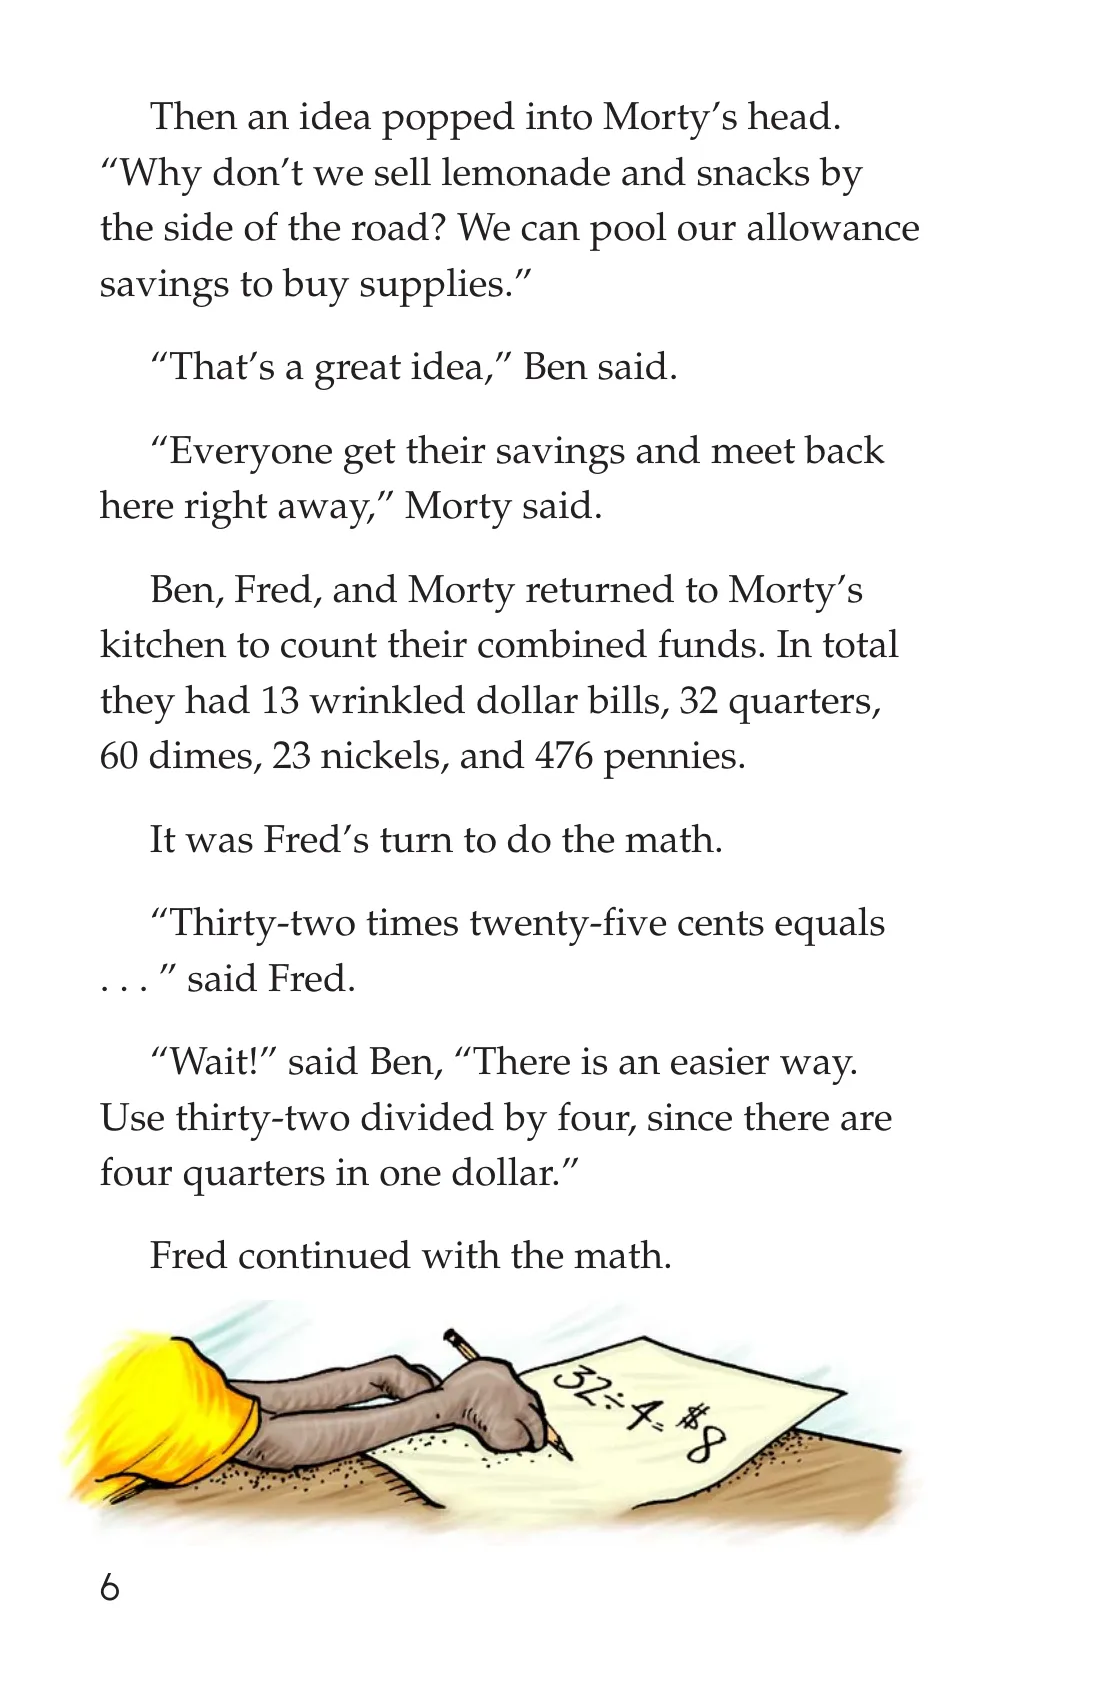 Then an idea popped into Morty’s head.
“Why don’t we sell lemonade and snacks by
the side of the road? We can pool our allowance
savings to buy supplies.”
“That’s a great idea,” Ben said.
“Everyone get their savings and meet back
here right away,” Morty said.
Ben, Fred, and Morty returned to Morty’s
kitchen to count their combined funds. In total
they had 13 wrinkled dollar bills, 32 quarters,
60 dimes, 23 nickels, and 476 pennies.
It was Fred’s turn to do the math.
“Thirty-two times twenty-five cents equals
. . . ” said Fred.
“Wait!” said Ben, “There is an easier way.
Use thirty-two divided by four, since there are
four quarters in one dollar.”
Fred continued with the math.
32÷4=$8
6